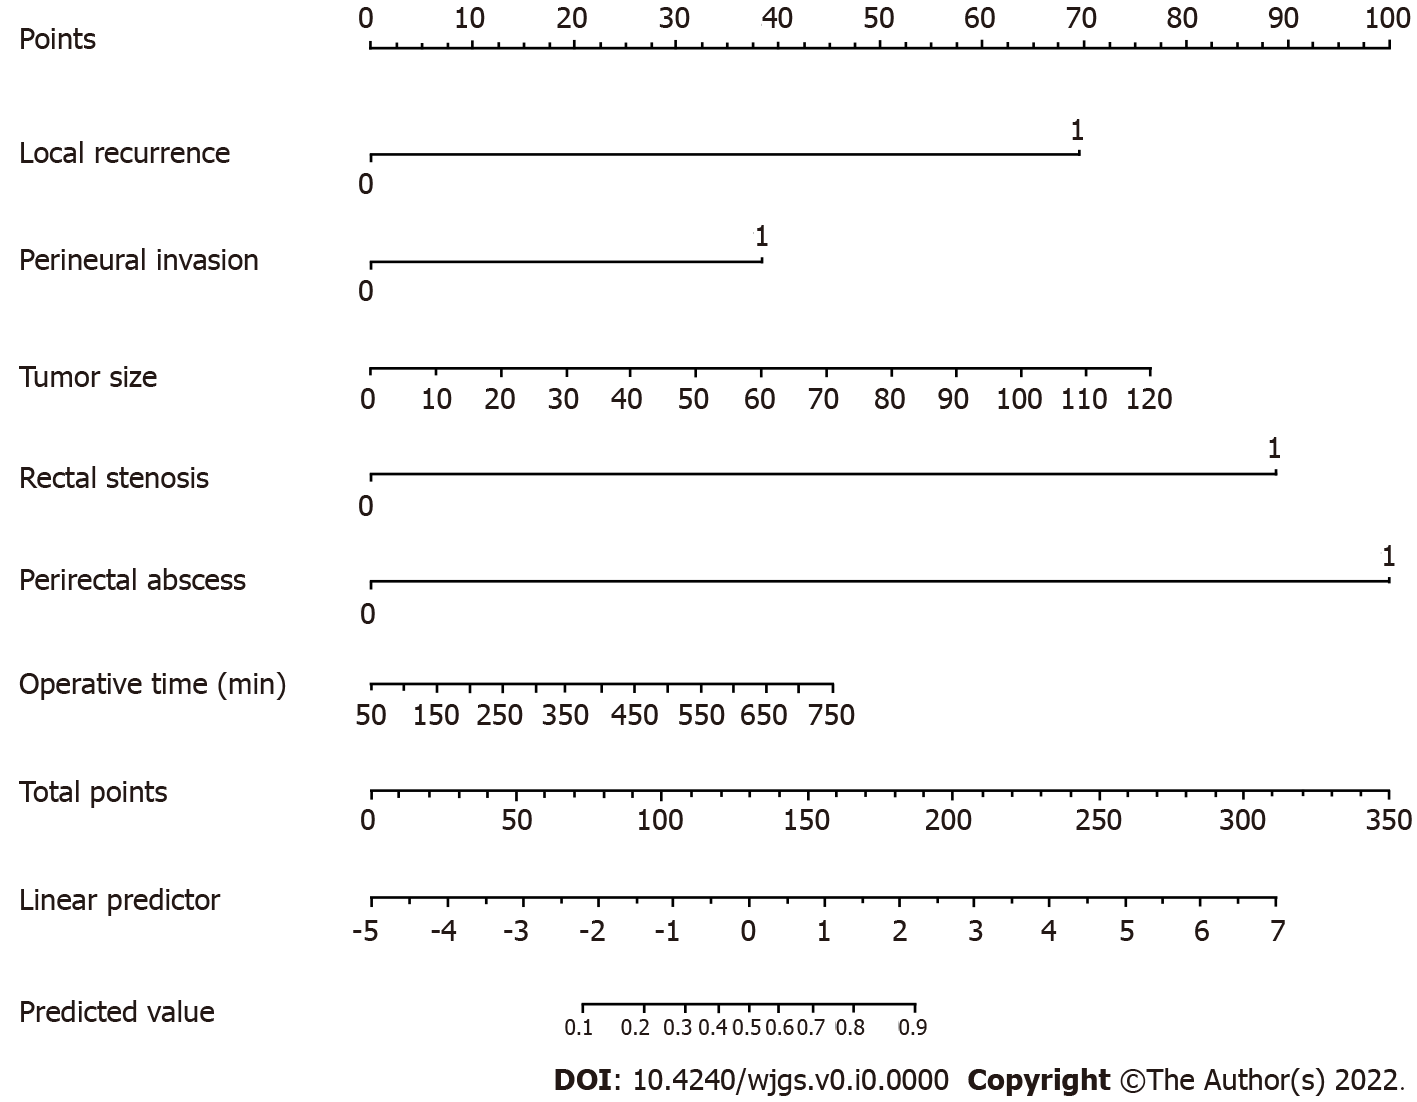 Points 0 10 20 30 40 50 60 70 80 90 100
Local recurrence 0 1
Perineural invasion 0 1
Tumor size 0 10 20 30 40 50 60 70 80 90 100 110 120
Rectal stenosis 0 1
Perirectal abscess 0 1
Operative time (min) 50 150 250 350 450 550 650 750
Total points 0 50 100 150 200 250 300 350
Linear predictor -5 -4 -3 -2 -1 0 1 2 3 4 5 6 7
Predicted value 0.1 0.2 0.3 0.4 0.5 0.6 0.7 0.8 0.9
DOI: 10.4240/wjgs.v0.i0.0000 Copyright ©The Author(s) 2022.